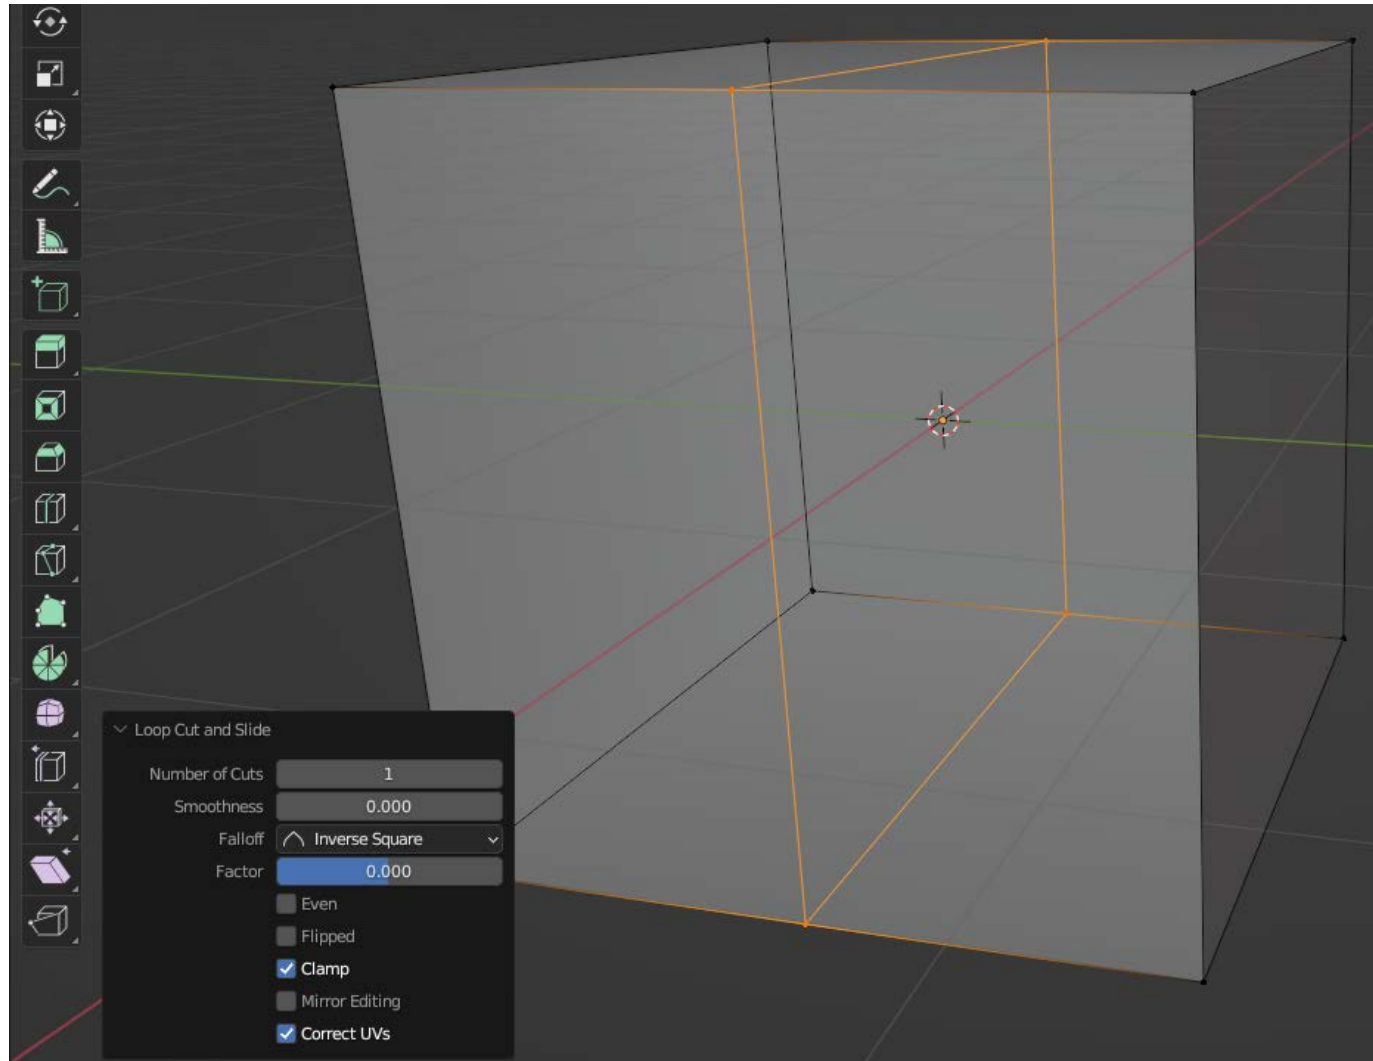 Loop Cut and Slide
Number of Cuts 1
Smoothness 0.000
Falloff Inverse Square
Factor 0.000
Even
Flipped
Clamp
Mirror Editing
Correct UVs